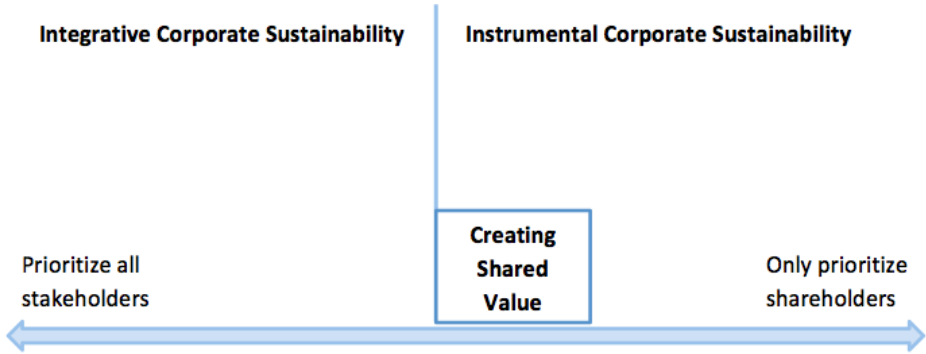 Integrative Corporate Sustainability
Instrumental Corporate Sustainability
Creating
Shared
Value
Prioritize all
stakeholders
Only prioritize
shareholders